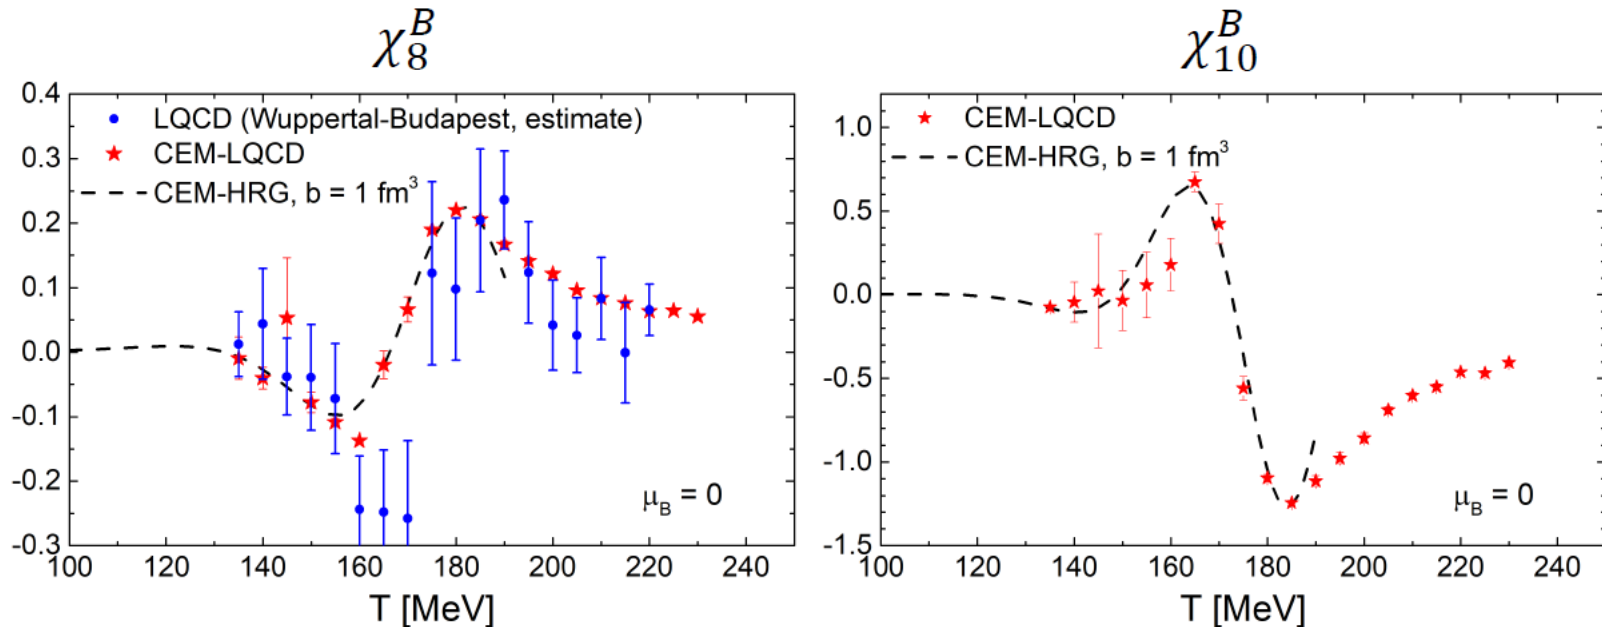 χ₈ᴮ
0.4
0.3
0.2
0.1
0.0
-0.1
-0.2
-0.3
LQCD (Wuppertal-Budapest, estimate)
CEM-LQCD
CEM-HRG, b = 1 fm³
μ_B = 0
100 120 140 160 180 200 220 240
T [MeV]
χ₁₀ᴮ
1.0
0.5
0.0
-0.5
-1.0
-1.5
CEM-LQCD
CEM-HRG, b = 1 fm³
μ_B = 0
100 120 140 160 180 200 220 240
T [MeV]